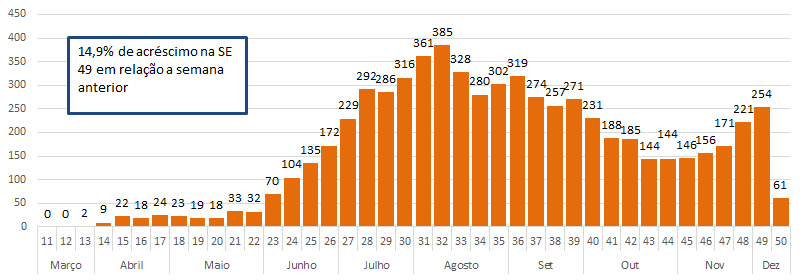 450
400
350
300
250
200
150
100
50
0
14,9% de acréscimo na SE
49 em relação a semana
anterior
0 0 2 9 22 18 24 23 19 18 33 32 70 104 135 172 229 292 286 316 361 385 328 280 302 319 274 257 271 231 188 185 144 144 146 156 171 221 254 61
11 12 13 14 15 16 17 18 19 20 21 22 23 24 25 26 27 28 29 30 31 32 33 34 35 36 37 38 39 40 41 42 43 44 45 46 47 48 49 50
Março Abril Maio Junho Julho Agosto Set Out Nov Dez